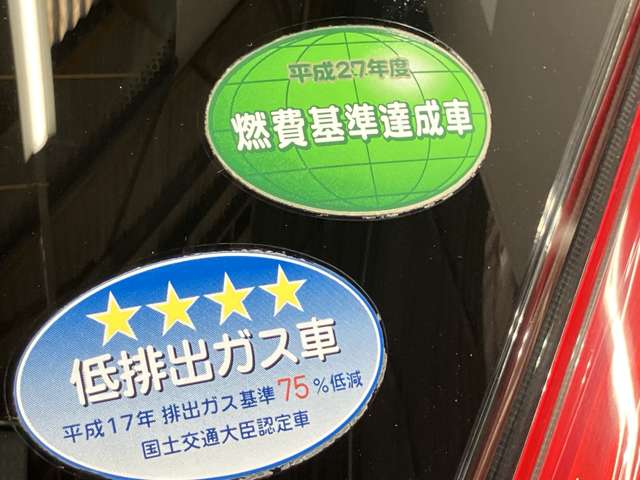 平成27年度
燃費基準達成車
低排出ガス車
平成17年 排出ガス基準75%低減
国土交通大臣認定車